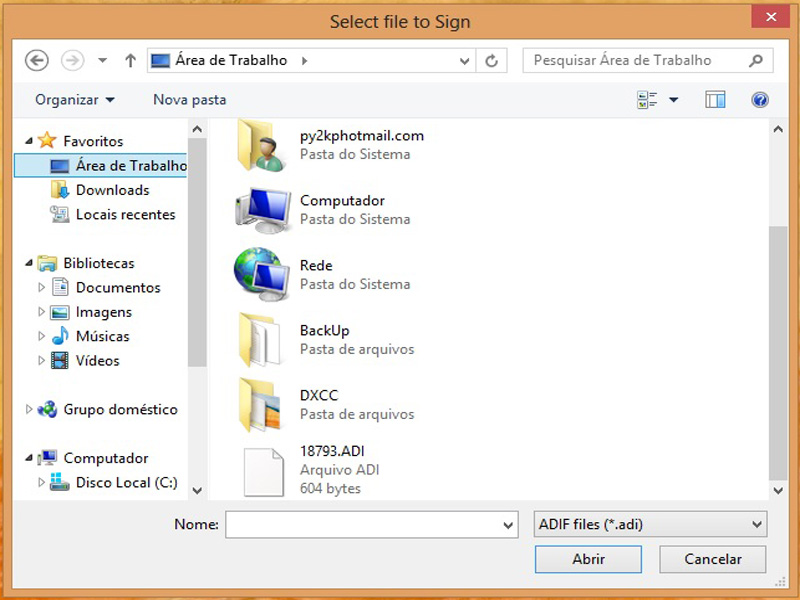 Select file to Sign
Área de Trabalho
Pesquisar Área de Trabalho
Organizar
Nova pasta
Favoritos
Área de Trabalho
Downloads
Locais recentes
Bibliotecas
Documentos
Imagens
Músicas
Vídeos
Grupo doméstico
Computador
Disco Local (C:)
py2kphotmail.com
Pasta do Sistema
Computador
Pasta do Sistema
Rede
Pasta do Sistema
BackUp
Pasta de arquivos
DXCC
Pasta de arquivos
18793.ADI
Arquivo ADI
604 bytes
Nome:
ADIF files (*.adi)
Abrir
Cancelar